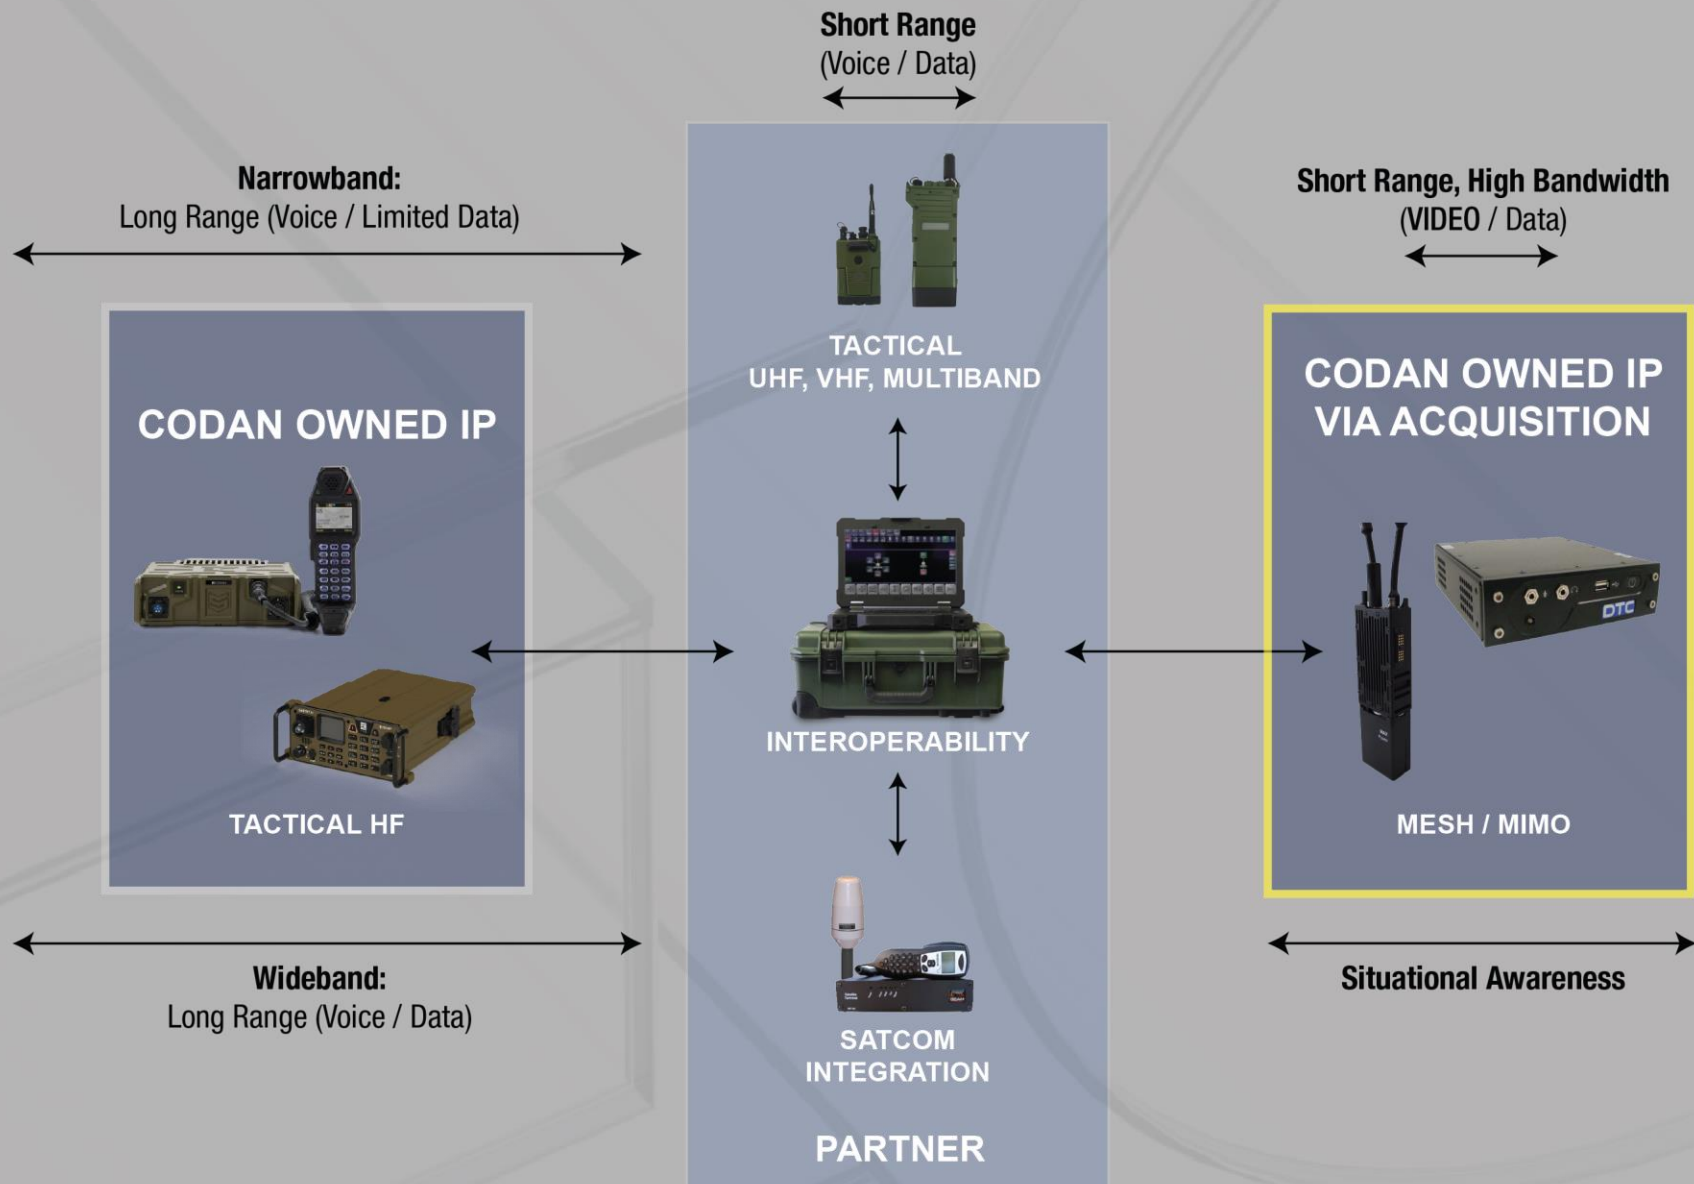 Short Range
(Voice / Data)
Narrowband:
Long Range (Voice / Limited Data)
Short Range, High Bandwidth
(VIDEO / Data)
TACTICAL
UHF, VHF, MULTIBAND
CODAN OWNED IP
CODAN OWNED IP
VIA ACQUISITION
DTC
INTEROPERABILITY
TACTICAL HF
MESH / MIMO
Wideband:
Long Range (Voice / Data)
Situational Awareness
SATCOM
INTEGRATION
PARTNER